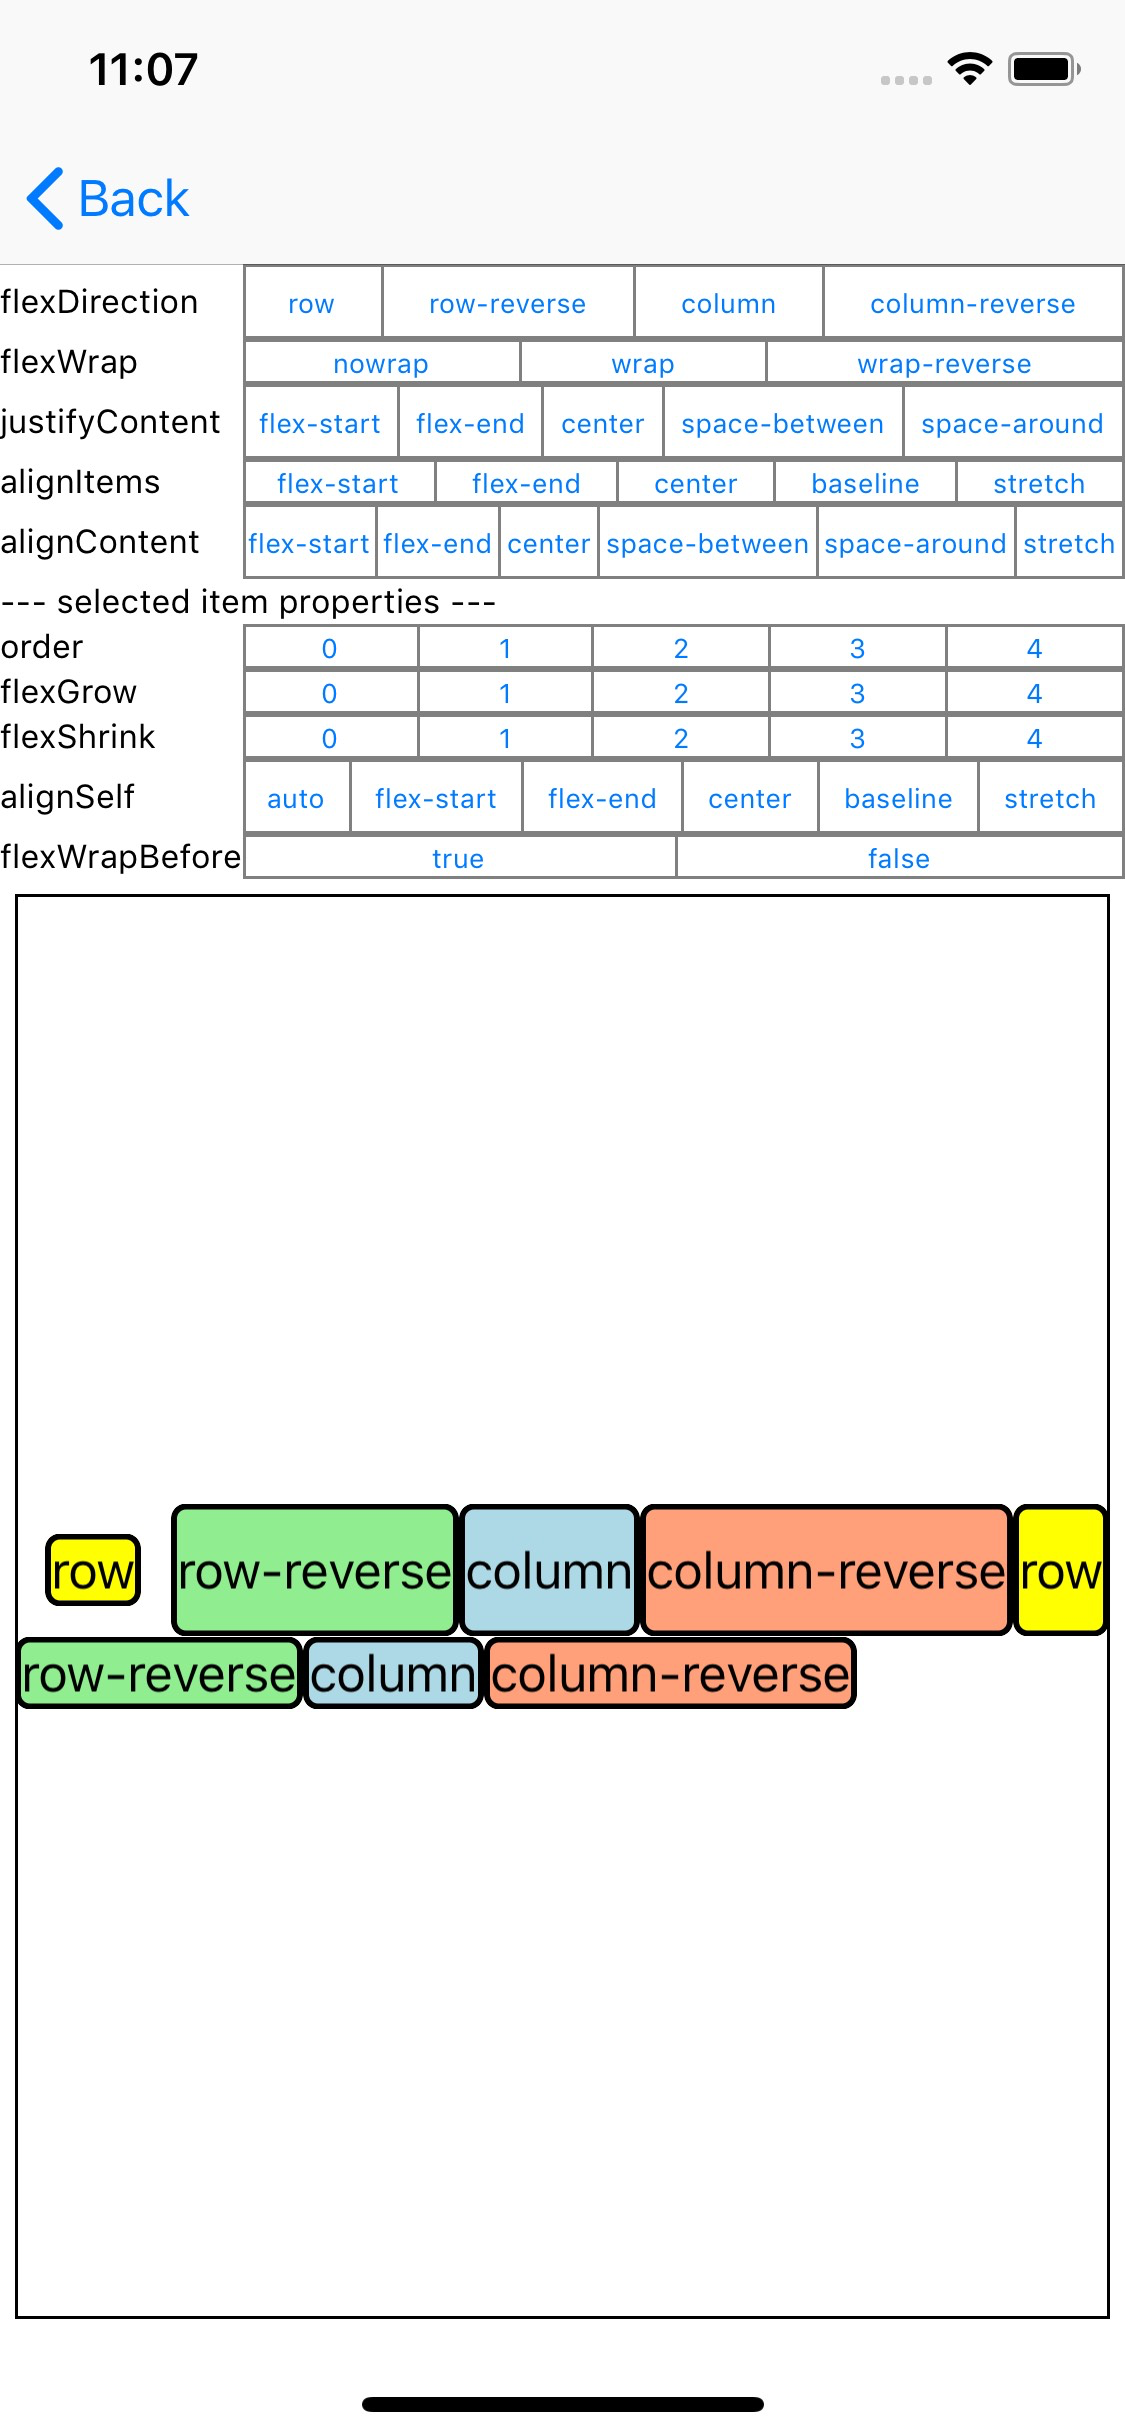 11:07
Back
flexDirection row row-reverse column column-reverse
flexWrap nowrap wrap wrap-reverse
justifyContent flex-start flex-end center space-between space-around
alignItems flex-start flex-end center baseline stretch
alignContent flex-start flex-end center space-between space-around stretch
--- selected item properties ---
order 0 1 2 3 4
flexGrow 0 1 2 3 4
flexShrink 0 1 2 3 4
alignSelf auto flex-start flex-end center baseline stretch
flexWrapBefore true false
row row-reverse column column-reverse row
row-reverse column column-reverse